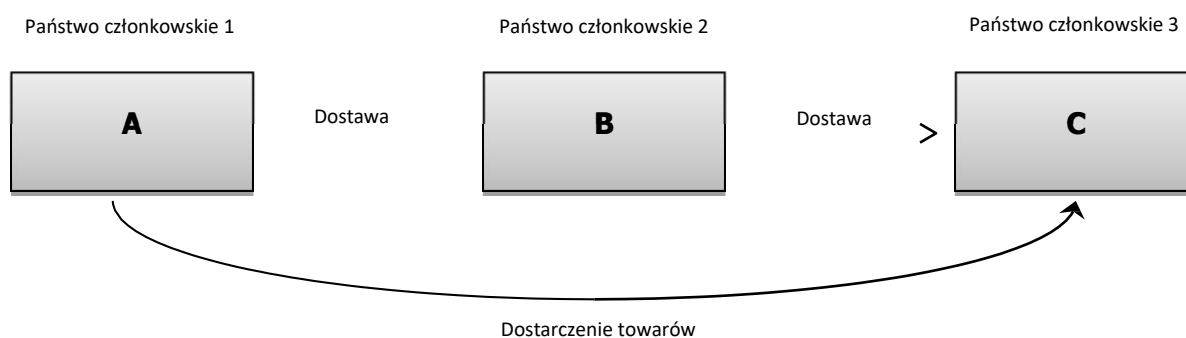 Państwo członkowskie 1
Państwo członkowskie 2
Państwo członkowskie 3
A
Dostawa
B
Dostawa
>
C
Dostarczenie towarów